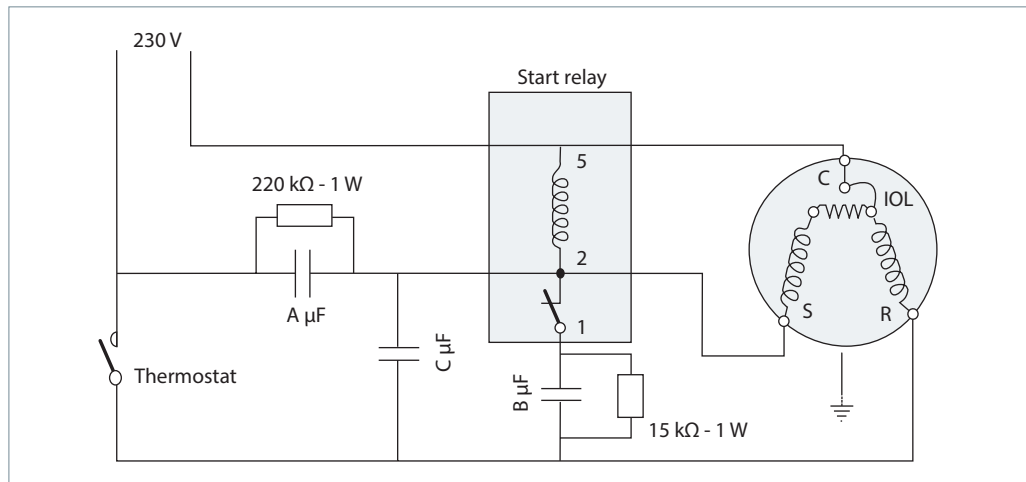 230 V
Start relay
5
C
IOL
220 kΩ - 1 W
2
A µF
S
R
1
C µF
Thermostat
B µF
15 kΩ - 1 W